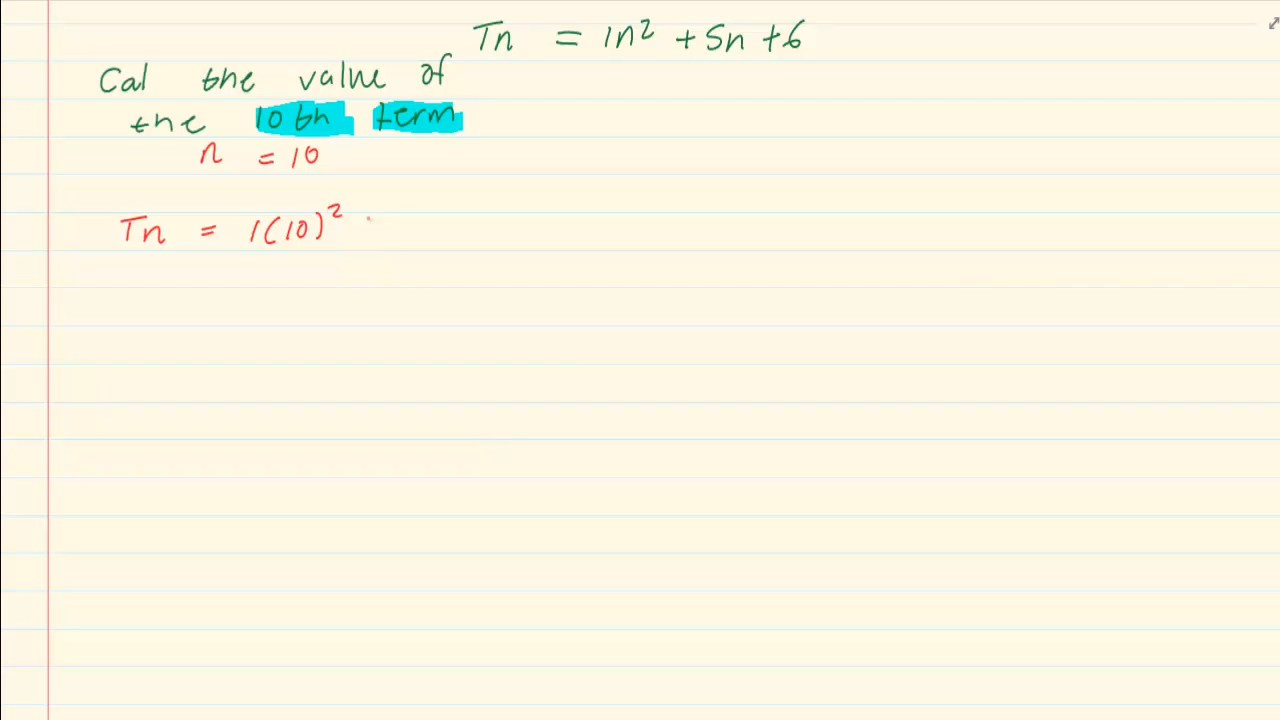 Tn = 1n² + 5n + 6
Cal the value of
the 10th term
n = 10
Tn = 1(10)²